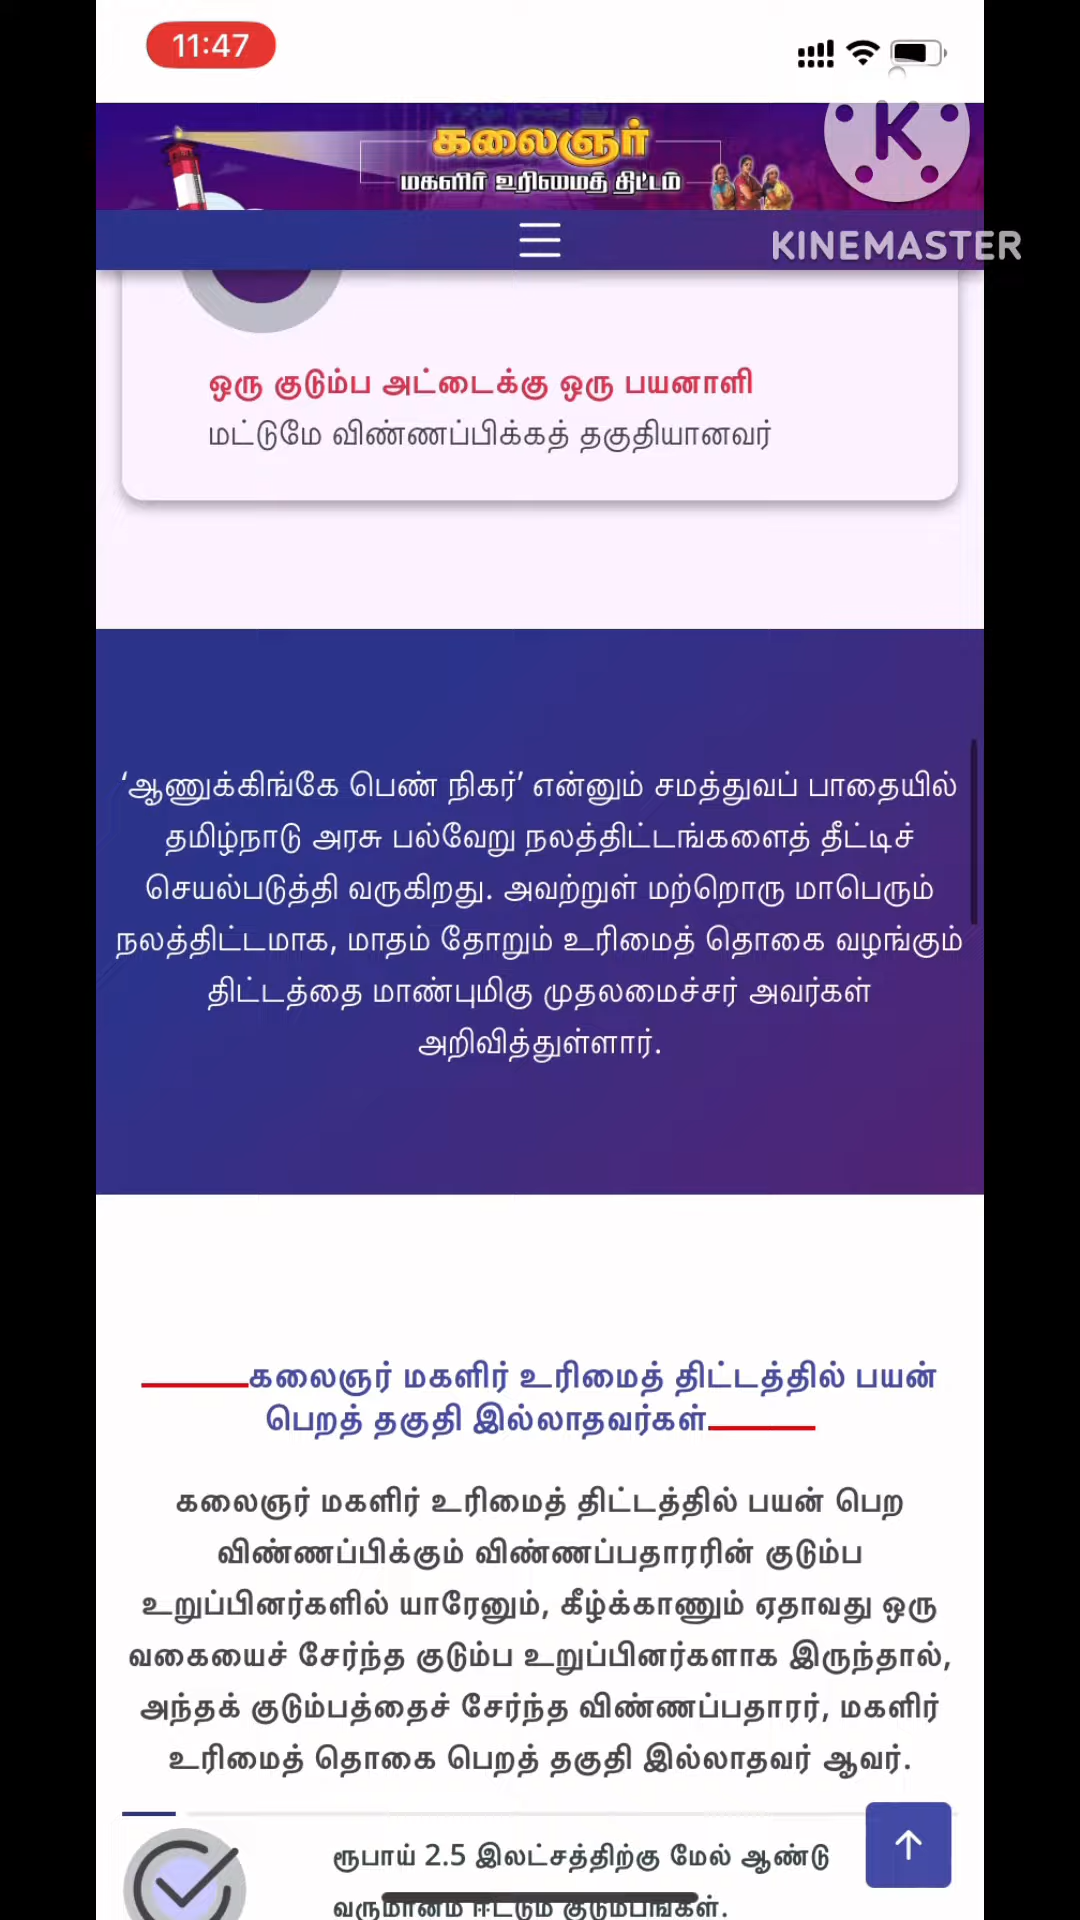 11:47
கலைஞர்
மகளிர் உரிமைத் திட்டம்
K
KINEMASTER
ஒரு குடும்ப அட்டைக்கு ஒரு பயனாளி
மட்டுமே விண்ணப்பிக்கத் தகுதியானவர்
‘ஆணுக்கிங்கே பெண் நிகர்’ என்னும் சமத்துவப் பாதையில்
தமிழ்நாடு அரசு பல்வேறு நலத்திட்டங்களைத் தீட்டிச்
செயல்படுத்தி வருகிறது. அவற்றுள் மற்றொரு மாபெரும்
நலத்திட்டமாக, மாதம் தோறும் உரிமைத் தொகை வழங்கும்
திட்டத்தை மாண்புமிகு முதலமைச்சர் அவர்கள்
அறிவித்துள்ளார்.
கலைஞர் மகளிர் உரிமைத் திட்டத்தில் பயன்
பெறத் தகுதி இல்லாதவர்கள்
கலைஞர் மகளிர் உரிமைத் திட்டத்தில் பயன் பெற
விண்ணப்பிக்கும் விண்ணப்பதாரரின் குடும்ப
உறுப்பினர்களில் யாரேனும், கீழ்க்காணும் ஏதாவது ஒரு
வகையைச் சேர்ந்த குடும்ப உறுப்பினர்களாக இருந்தால்,
அந்தக் குடும்பத்தைச் சேர்ந்த விண்ணப்பதாரர், மகளிர்
உரிமைத் தொகை பெறத் தகுதி இல்லாதவர் ஆவர்.
ரூபாய் 2.5 இலட்சத்திற்கு மேல் ஆண்டு
வருமானம் ஈட்டும் குடும்பங்கள்.